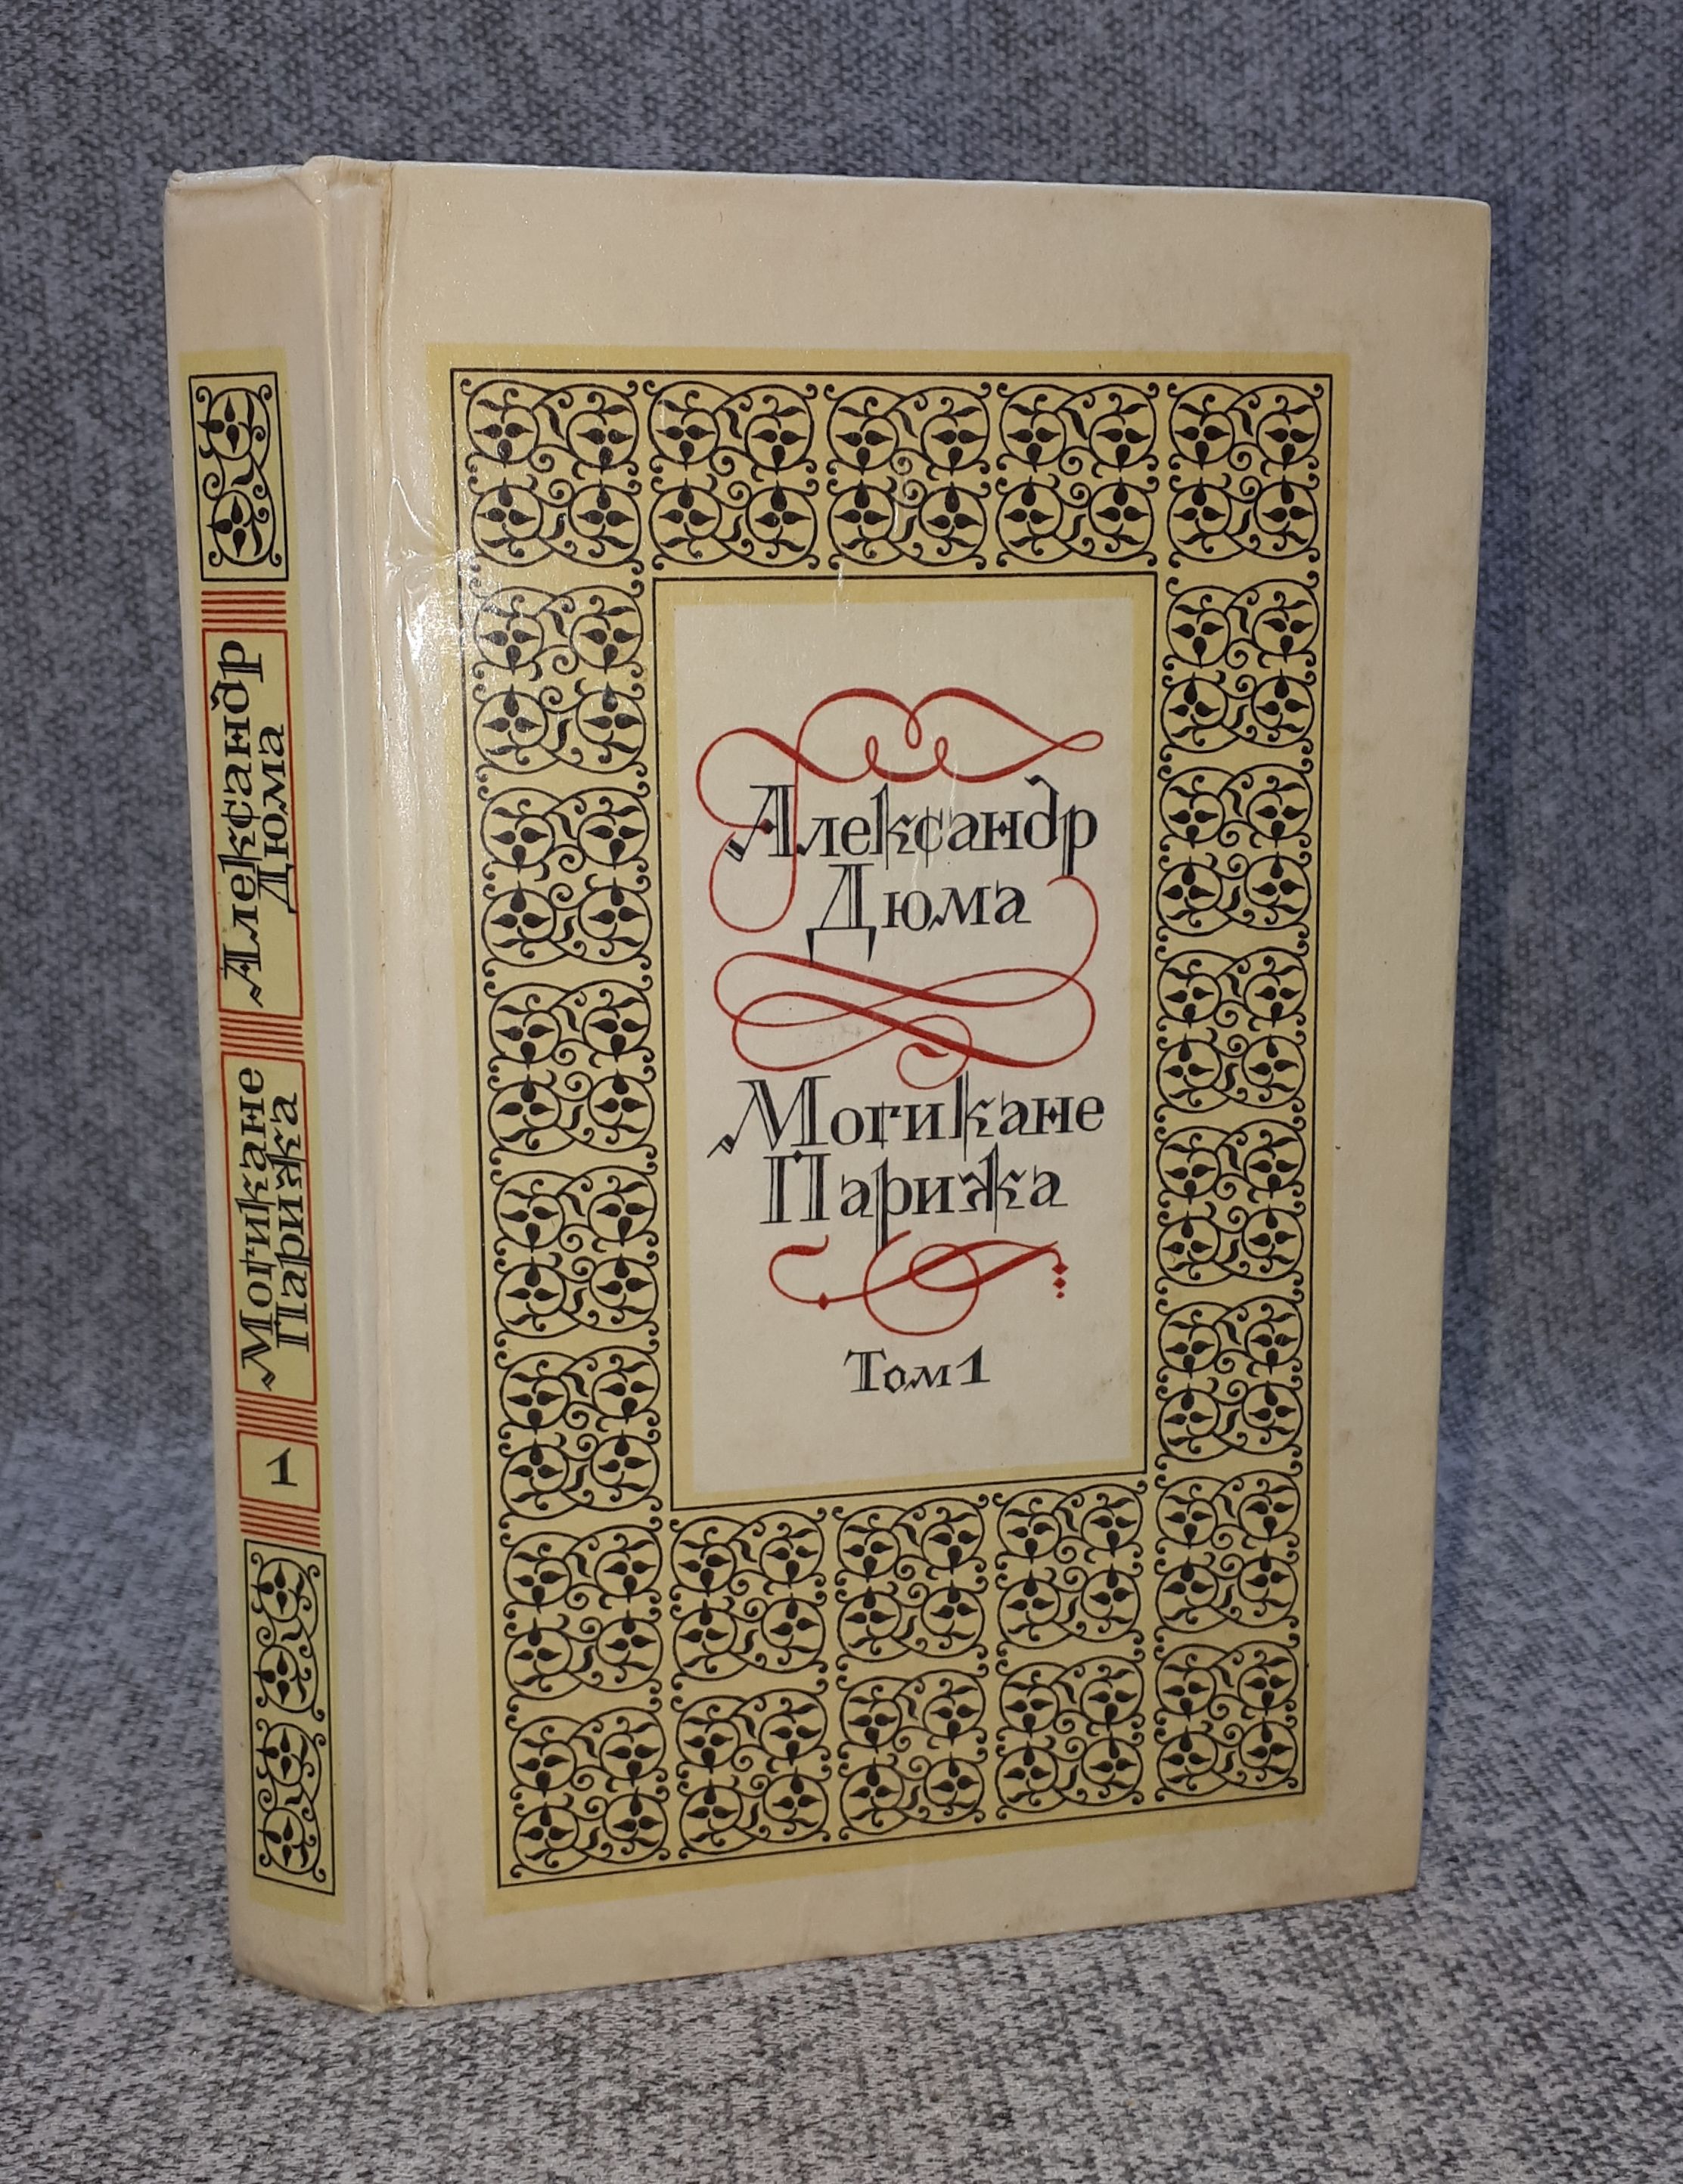 Александр
Дюма
Могикане
Парижа
1
Александр
Дюма
Могикане
Парижа
Том 1